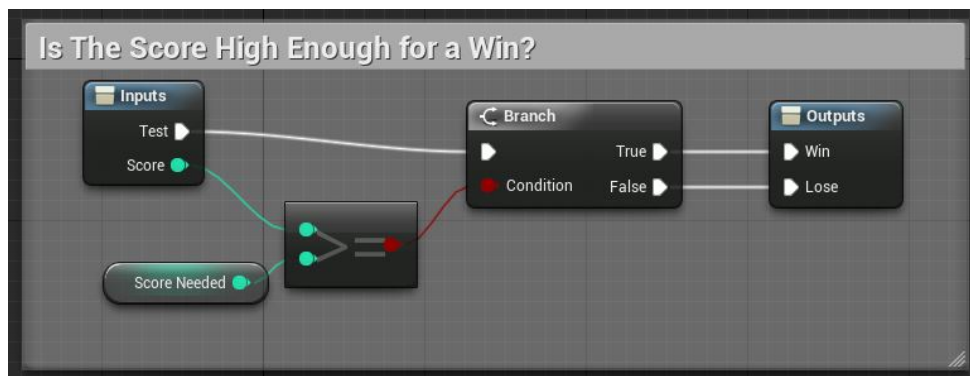 Is The Score High Enough for a Win?
Inputs
Test
Score
Score Needed
>=
Branch
True
Condition
False
Outputs
Win
Lose